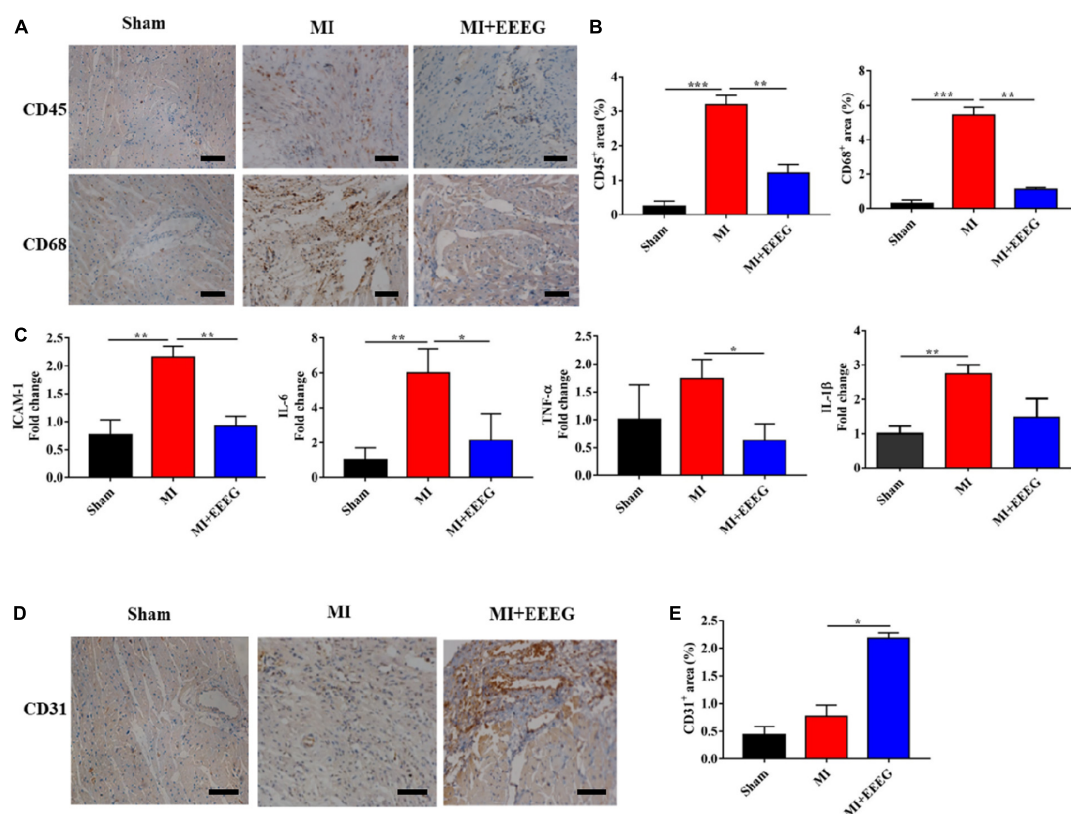 A
Sham
MI
MI+EEEG
CD45
CD68
B
CD45+ area (%)
4
3
2
1
0
***
**
Sham
MI
MI+EEEG
CD68+ area (%)
8
6
4
2
0
***
**
Sham
MI
MI+EEEG
C
ICAM-1
Fold change
2.5
2.0
1.5
1.0
0.5
0.0
**
**
Sham
MI
MI+EEEG
IL-6
Fold change
8
6
4
2
0
**
*
Sham
MI
MI+EEEG
TNF-α
Fold change
2.5
2.0
1.5
1.0
0.5
0.0
*
Sham
MI
MI+EEEG
IL-1β
Fold change
4
3
2
1
0
**
Sham
MI
MI+EEEG
D
Sham
MI
MI+EEEG
CD31
E
CD31+ area (%)
2.5
2.0
1.5
1.0
0.5
0.0
*
Sham
MI
MI+EEEG